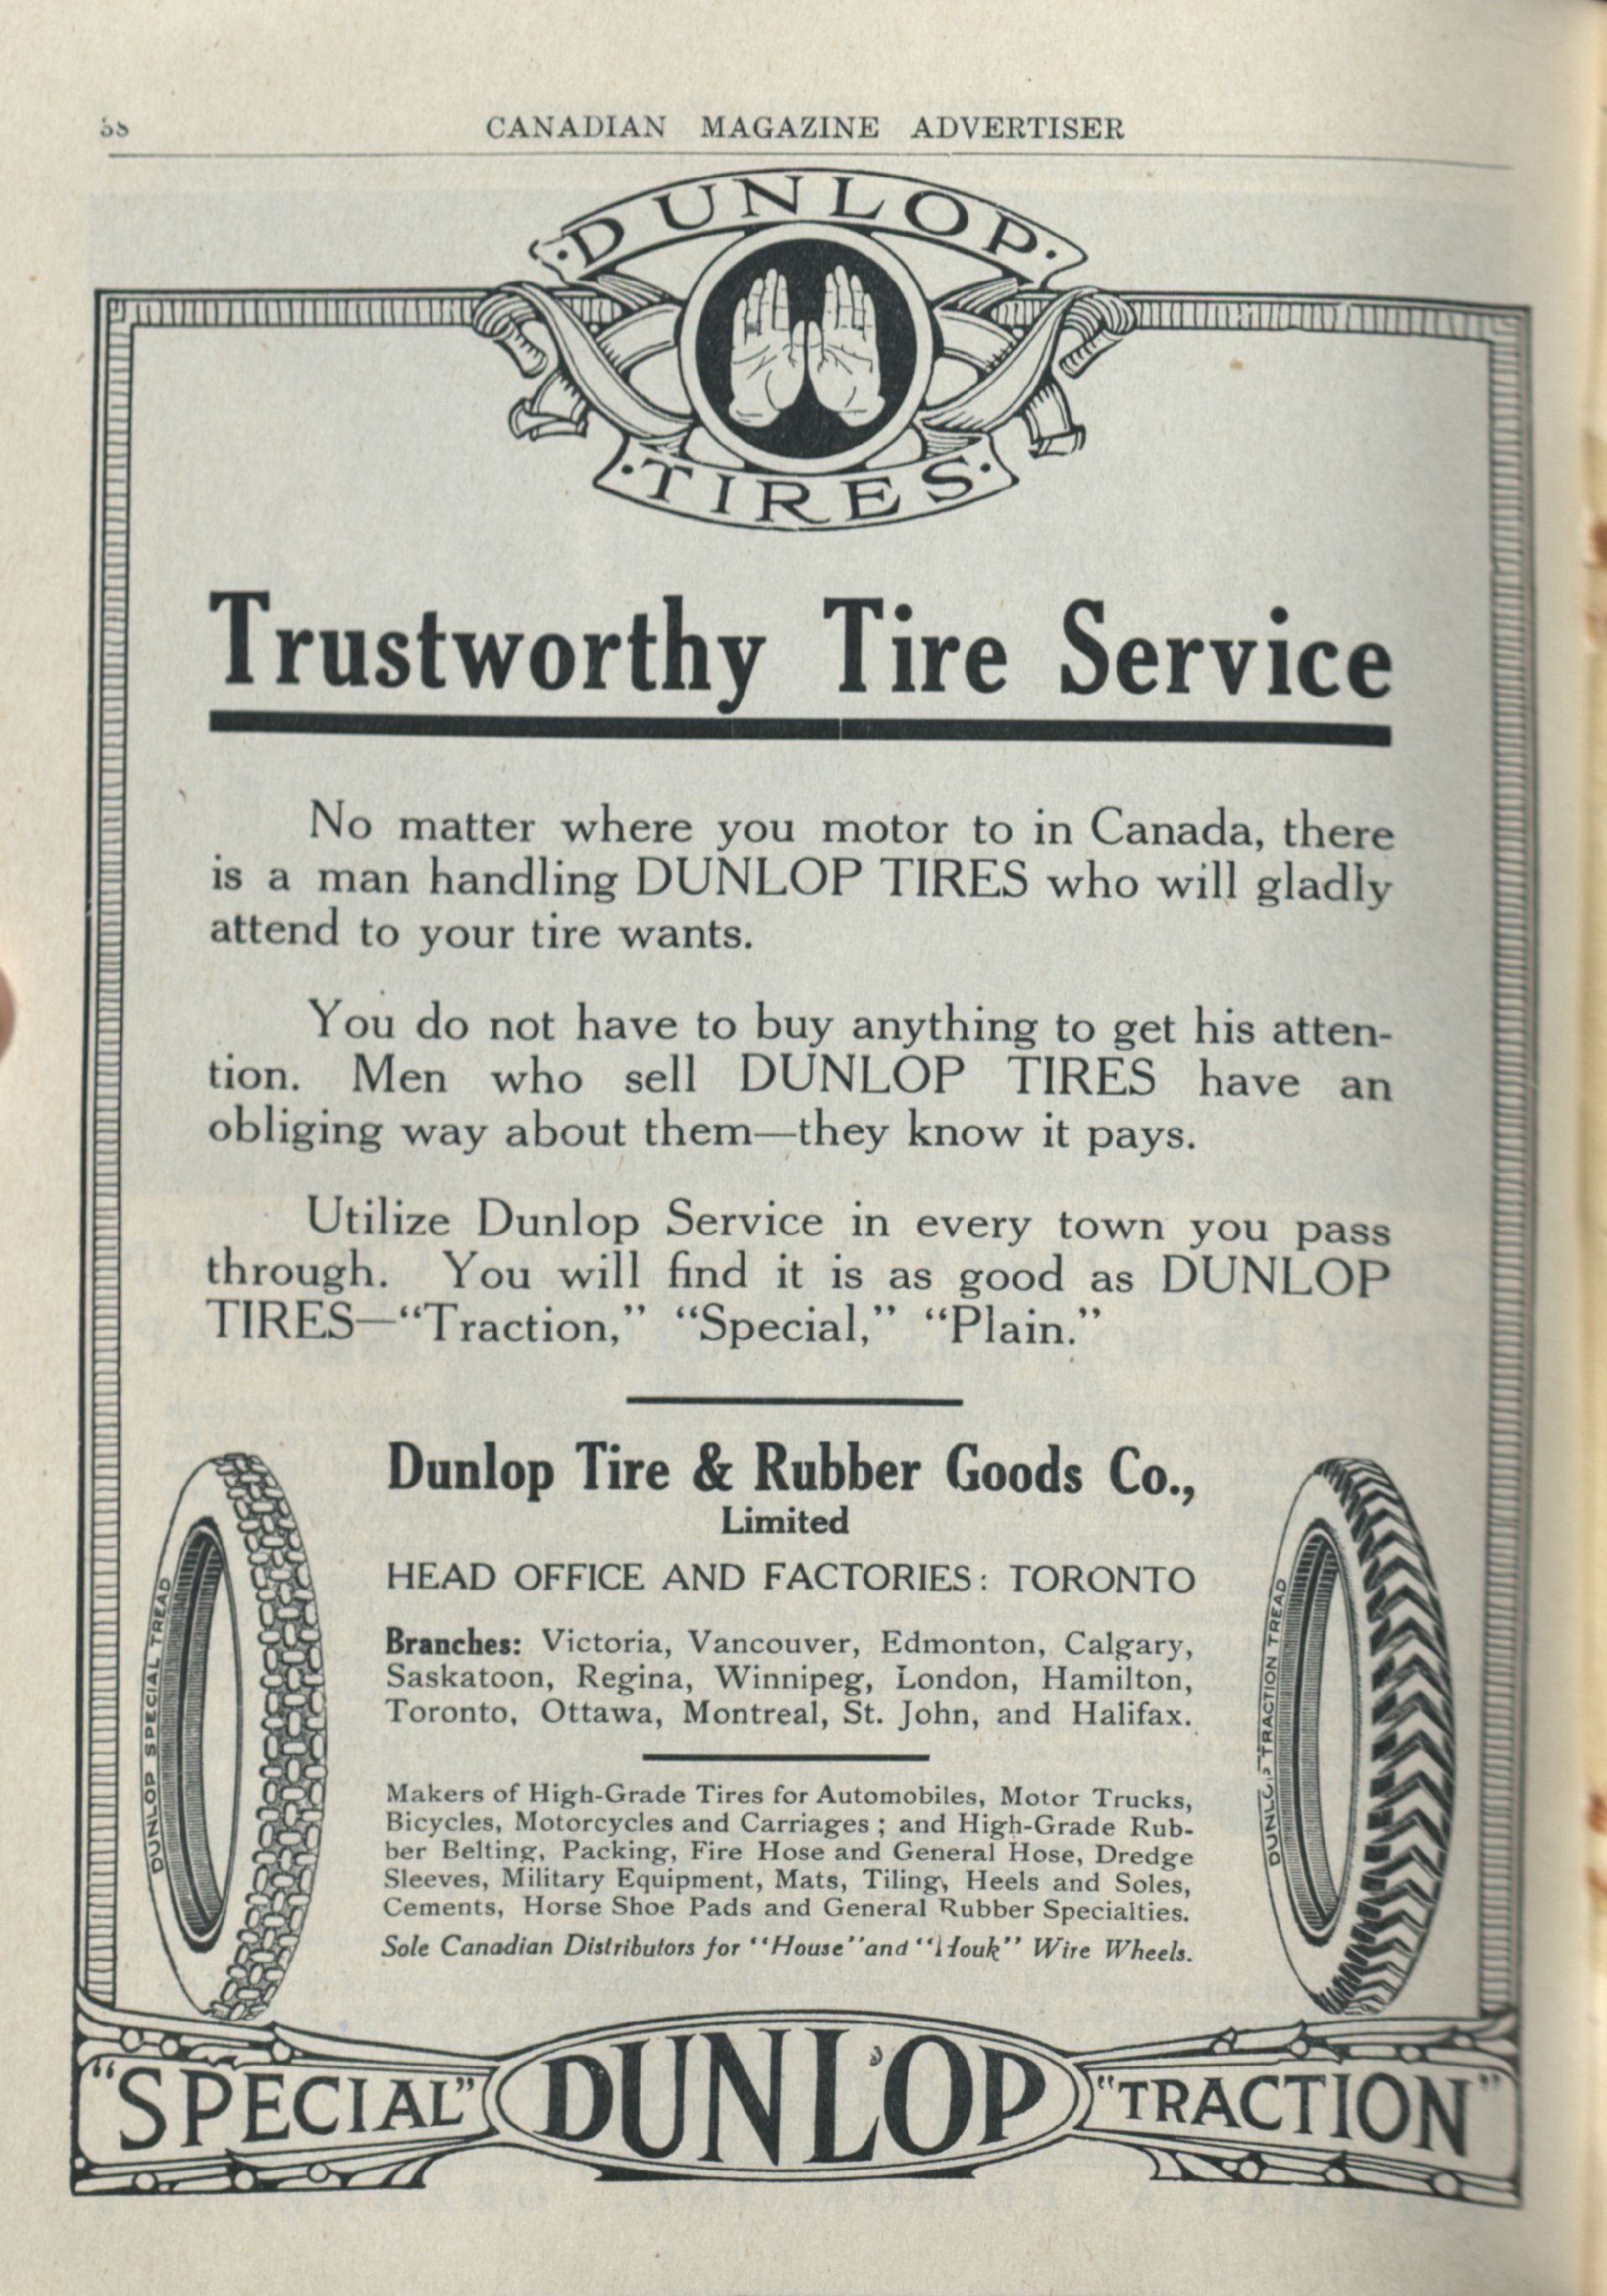 58 CANADIAN MAGAZINE ADVERTISER
·DUNLOP·
·TIRES·
Trustworthy Tire Service
No matter where you motor to in Canada, there
is a man handling DUNLOP TIRES who will gladly
attend to your tire wants.
You do not have to buy anything to get his atten-
tion. Men who sell DUNLOP TIRES have an
obliging way about them—they know it pays.
Utilize Dunlop Service in every town you pass
through. You will find it is as good as DUNLOP
TIRES—“Traction,” “Special,” “Plain.”
Dunlop Tire & Rubber Goods Co.,
Limited
HEAD OFFICE AND FACTORIES: TORONTO
Branches: Victoria, Vancouver, Edmonton, Calgary,
Saskatoon, Regina, Winnipeg, London, Hamilton,
Toronto, Ottawa, Montreal, St. John, and Halifax.
Makers of High-Grade Tires for Automobiles, Motor Trucks,
Bicycles, Motorcycles and Carriages; and High-Grade Rub-
ber Belting, Packing, Fire Hose and General Hose, Dredge
Sleeves, Military Equipment, Mats, Tiling, Heels and Soles,
Cements, Horse Shoe Pads and General Rubber Specialties.
Sole Canadian Distributors for “House” and “Houk” Wire Wheels.
DUNLOP SPECIAL TREAD
DUNLOP TRACTION TREAD
“SPECIAL” DUNLOP “TRACTION”